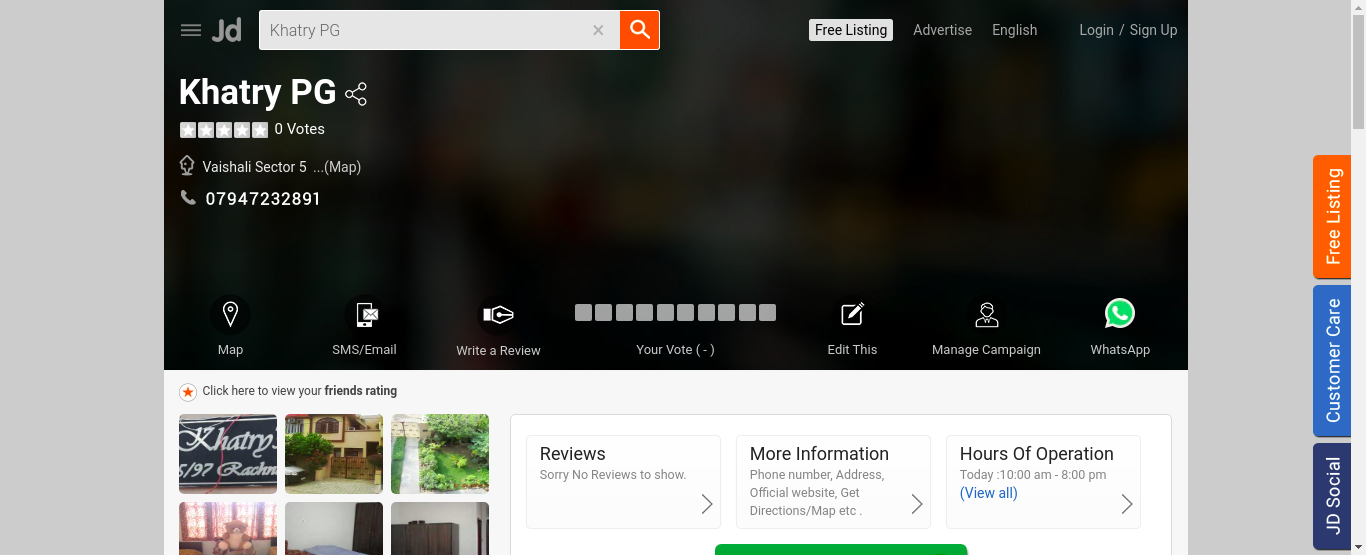 Jd
Khatry PG
Free Listing
Advertise
English
Login / Sign Up
Khatry PG
0 Votes
Vaishali Sector 5 ...(Map)
07947232891
Map
SMS/Email
Write a Review
Your Vote ( - )
Edit This
Manage Campaign
WhatsApp
Click here to view your friends rating
Khatry's
5/97 Rachn
Reviews
Sorry No Reviews to show.
More Information
Phone number, Address,
Official website, Get
Directions/Map etc .
Hours Of Operation
Today :10:00 am - 8:00 pm
(View all)
Free Listing
Customer Care
JD Social